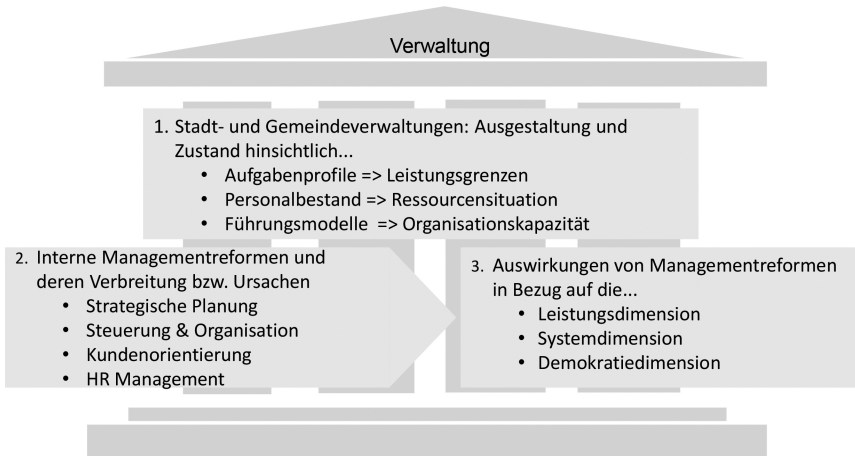 Verwaltung
1. Stadt- und Gemeindeverwaltungen: Ausgestaltung und
Zustand hinsichtlich...
• Aufgabenprofile => Leistungsgrenzen
• Personalbestand => Ressourcensituation
• Führungsmodelle => Organisationskapazität
2. Interne Managementreformen und
deren Verbreitung bzw. Ursachen
• Strategische Planung
• Steuerung & Organisation
• Kundenorientierung
• HR Management
3. Auswirkungen von Managementreformen
in Bezug auf die...
• Leistungsdimension
• Systemdimension
• Demokratiedimension